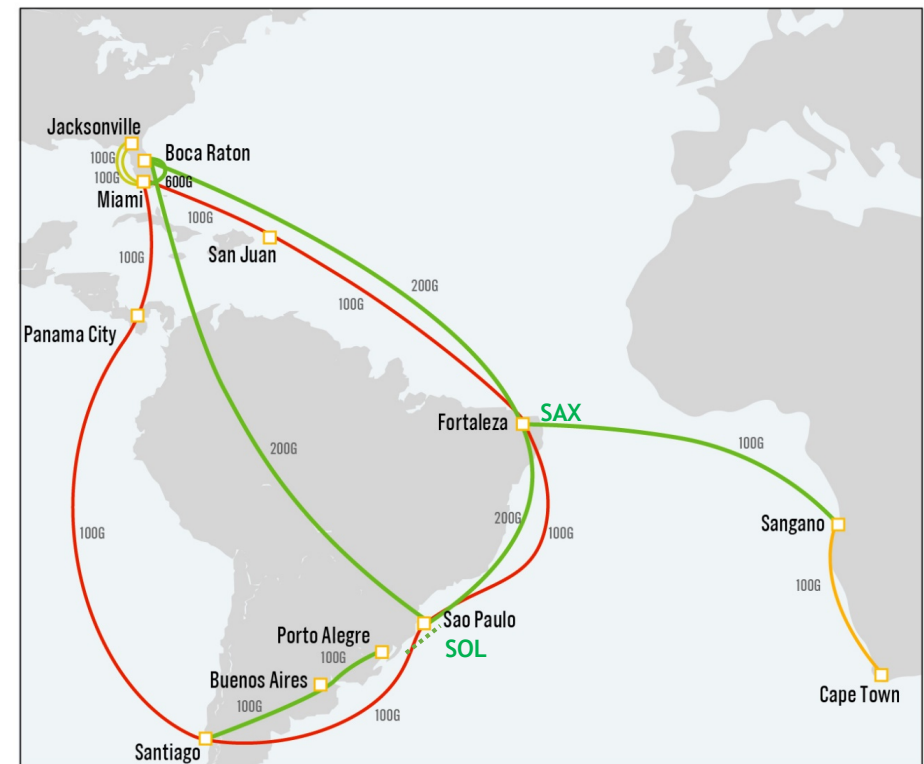 Jacksonville
100G
Boca Raton
100G
600G
Miami
100G
San Juan
100G
200G
100G
Panama City
Fortaleza
SAX
100G
200G
200G
100G
Sangano
100G
100G
Sao Paulo
Porto Alegre
SOL
100G
Buenos Aires
100G
100G
Cape Town
Santiago